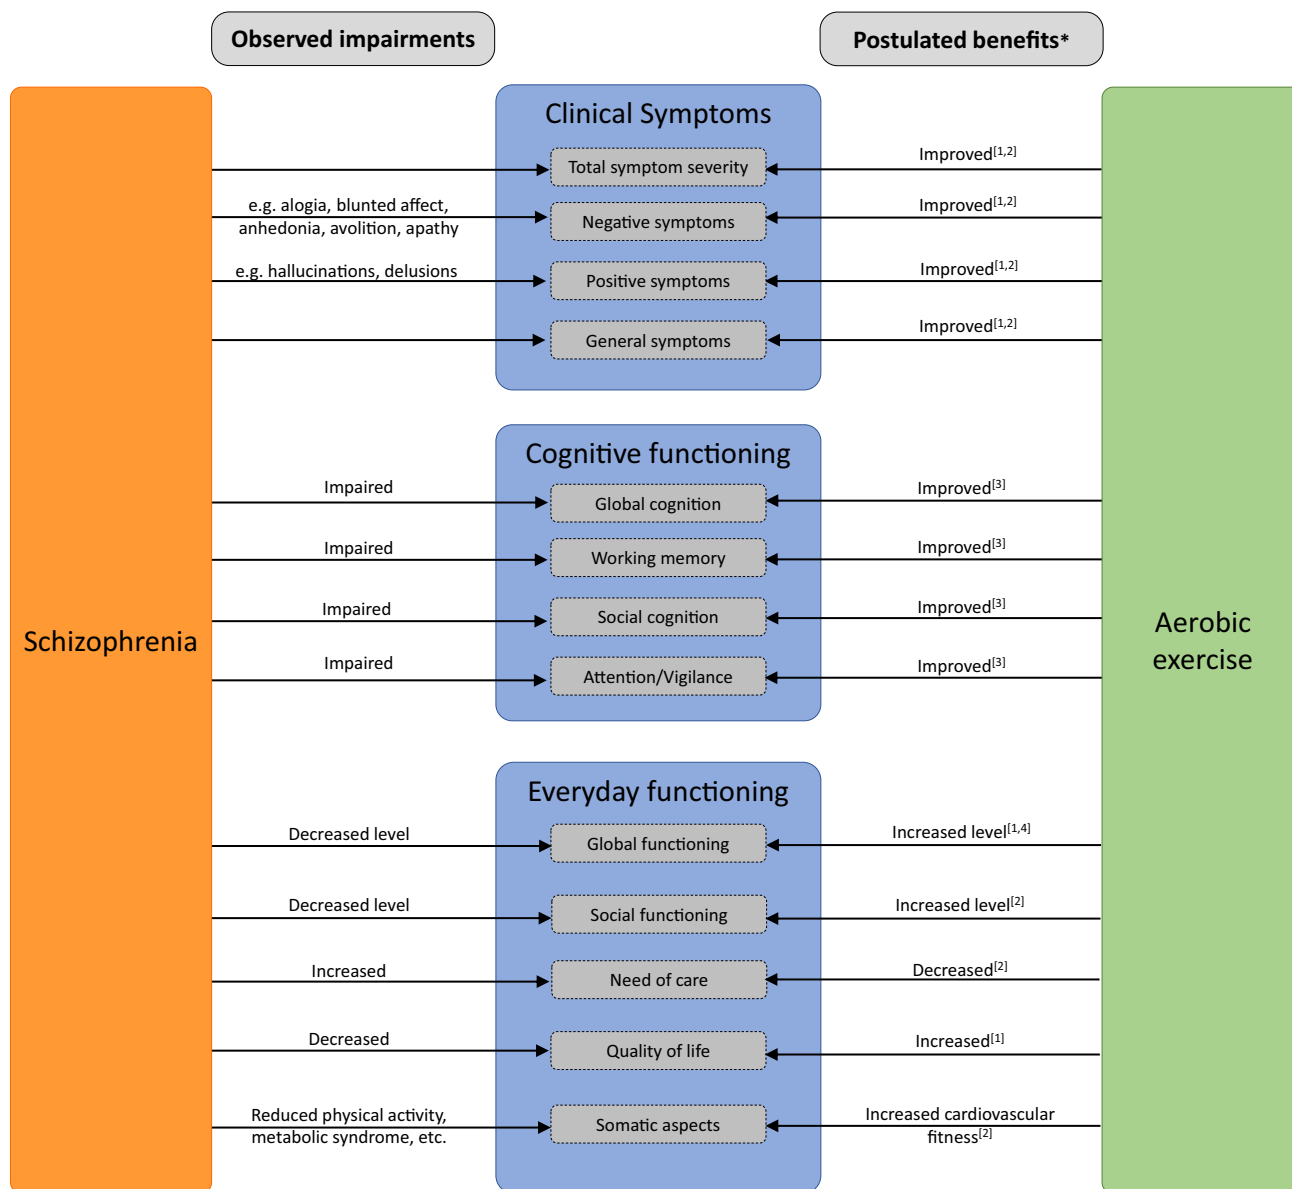 Observed impairments
Postulated benefits*
Schizophrenia
Clinical Symptoms
Total symptom severity
Improved[1,2]
e.g. alogia, blunted affect,
anhedonia, avolition, apathy
Negative symptoms
Improved[1,2]
e.g. hallucinations, delusions
Positive symptoms
Improved[1,2]
General symptoms
Improved[1,2]
Cognitive functioning
Impaired
Global cognition
Improved[3]
Impaired
Working memory
Improved[3]
Impaired
Social cognition
Improved[3]
Impaired
Attention/Vigilance
Improved[3]
Everyday functioning
Decreased level
Global functioning
Increased level[1,4]
Decreased level
Social functioning
Increased level[2]
Increased
Need of care
Decreased[2]
Decreased
Quality of life
Increased[1]
Reduced physical activity,
metabolic syndrome, etc.
Somatic aspects
Increased cardiovascular
fitness[2]
Aerobic
exercise